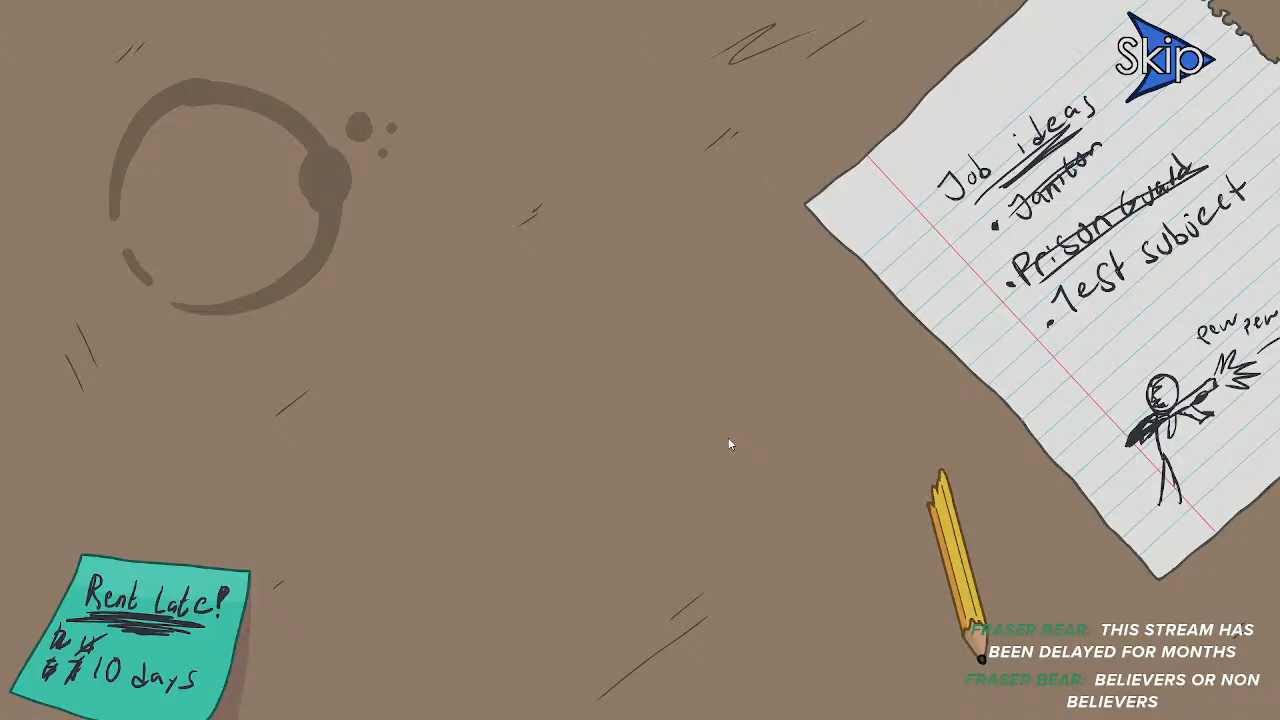 Skip
Job ideas
• Janitor
• Prison Guard
• Test subject
pew pew
Rent Late!
10 days
FRASER BEAR: THIS STREAM HAS
BEEN DELAYED FOR MONTHS
FRASER BEAR: BELIEVERS OR NON
BELIEVERS